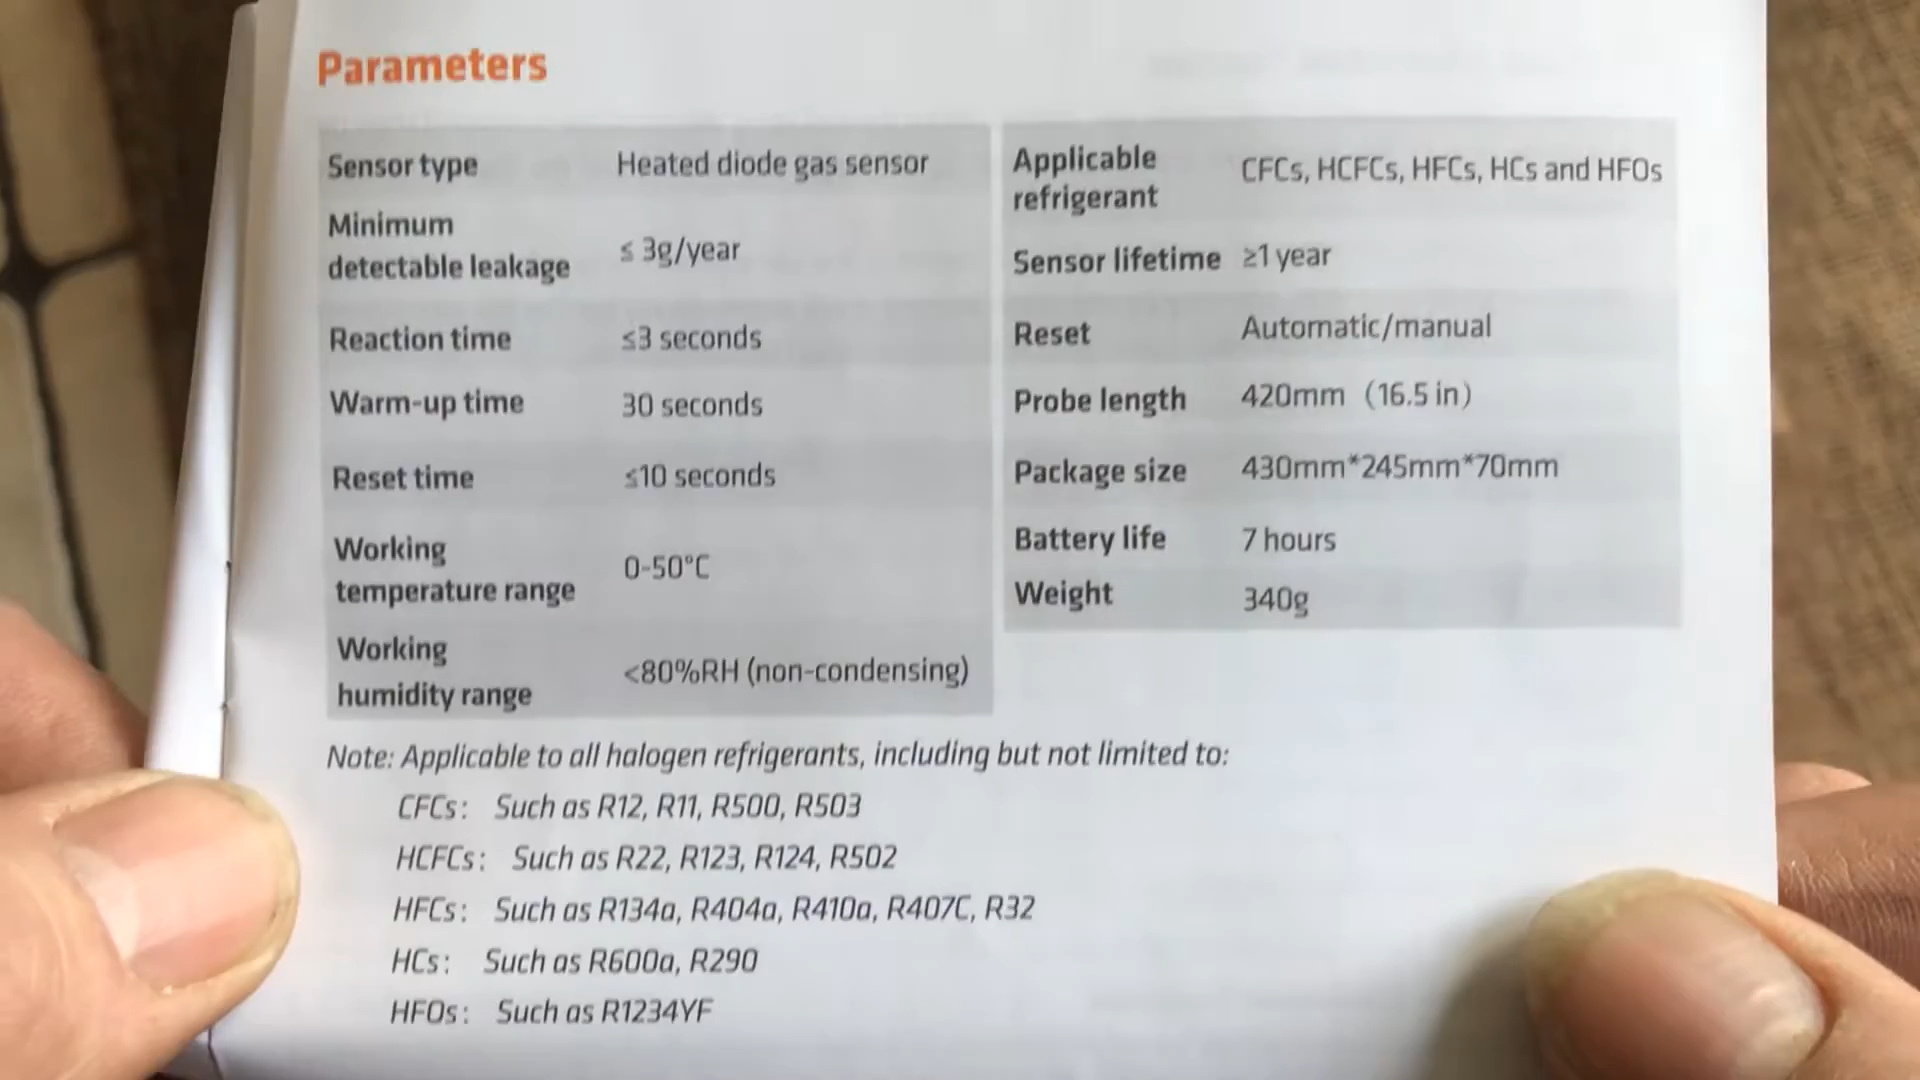 Parameters
Sensor type Heated diode gas sensor
Minimum
detectable leakage ≤ 3g/year
Reaction time ≤3 seconds
Warm-up time 30 seconds
Reset time ≤10 seconds
Working
temperature range 0-50°C
Working
humidity range <80%RH (non-condensing)
Applicable
refrigerant CFCs, HCFCs, HFCs, HCs and HFOs
Sensor lifetime ≥1 year
Reset Automatic/manual
Probe length 420mm (16.5 in)
Package size 430mm*245mm*70mm
Battery life 7 hours
Weight 340g
Note: Applicable to all halogen refrigerants, including but not limited to:
CFCs: Such as R12, R11, R500, R503
HCFCs: Such as R22, R123, R124, R502
HFCs: Such as R134a, R404a, R410a, R407C, R32
HCs: Such as R600a, R290
HFOs: Such as R1234YF